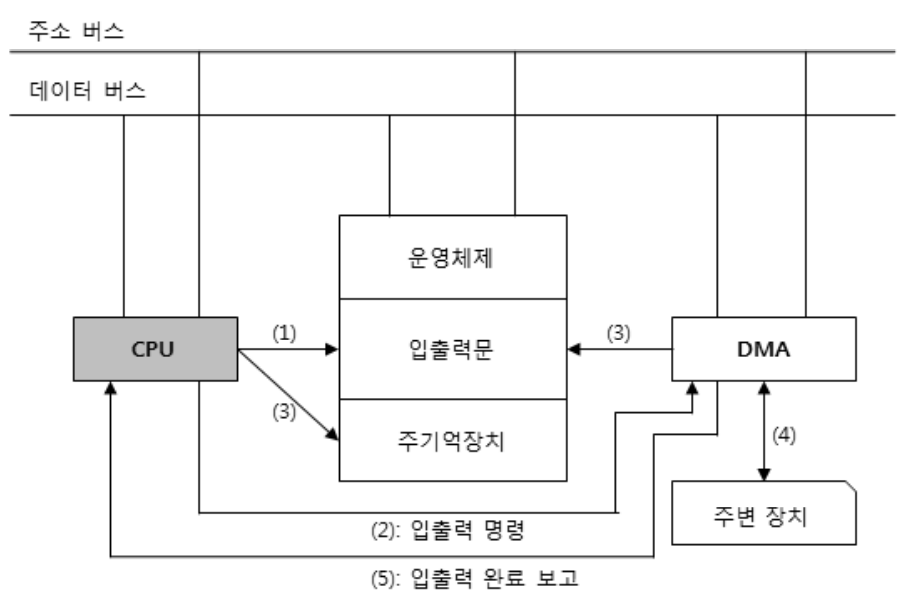 주소 버스
데이터 버스
운영체제
CPU
(1)
입출력문
(3)
DMA
(3)
주기억장치
(4)
주변 장치
(2): 입출력 명령
(5): 입출력 완료 보고